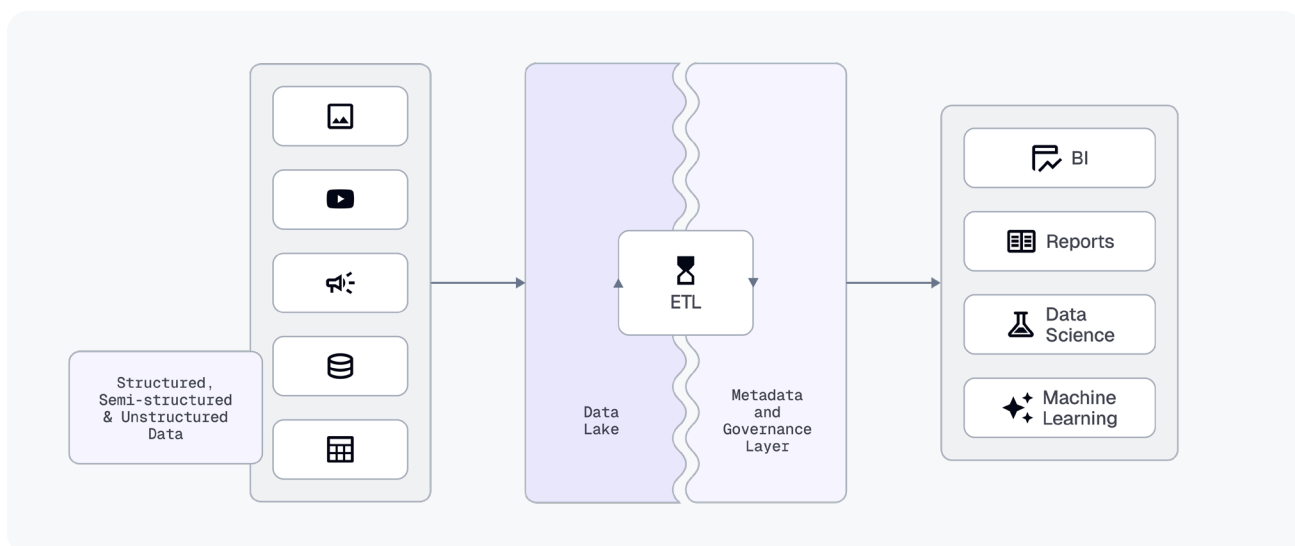 Structured,
Semi-structured
& Unstructured
Data
ETL
Data
Lake
Metadata
and
Governance
Layer
BI
Reports
Data
Science
Machine
Learning